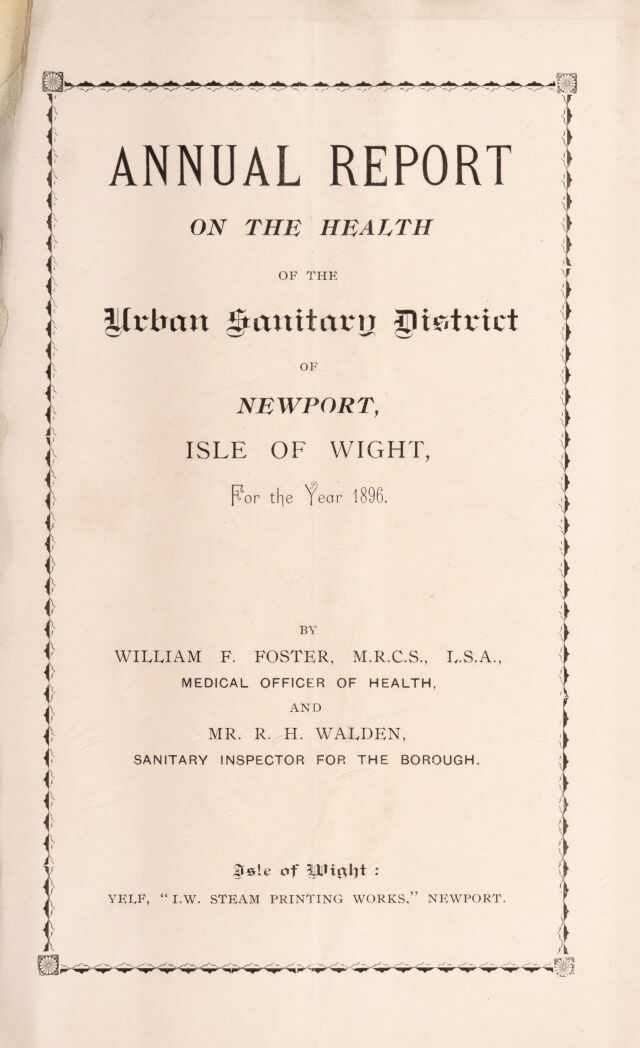 ANNUAL REPORT
ON THE HEALTH
OF THE
Urban Sanitary District
OF
NEWPORT,
ISLE OF WIGHT,
For the Year 1896.
BY
WILLIAM F. FOSTER, M.R.C.S., L.S.A.,
MEDICAL OFFICER OF HEALTH,
AND
MR. R. H. WALDEN,
SANITARY INSPECTOR FOR THE BOROUGH.
Isle of Wight:
YELF, "I.W. STEAM PRINTING WORKS," NEWPORT.